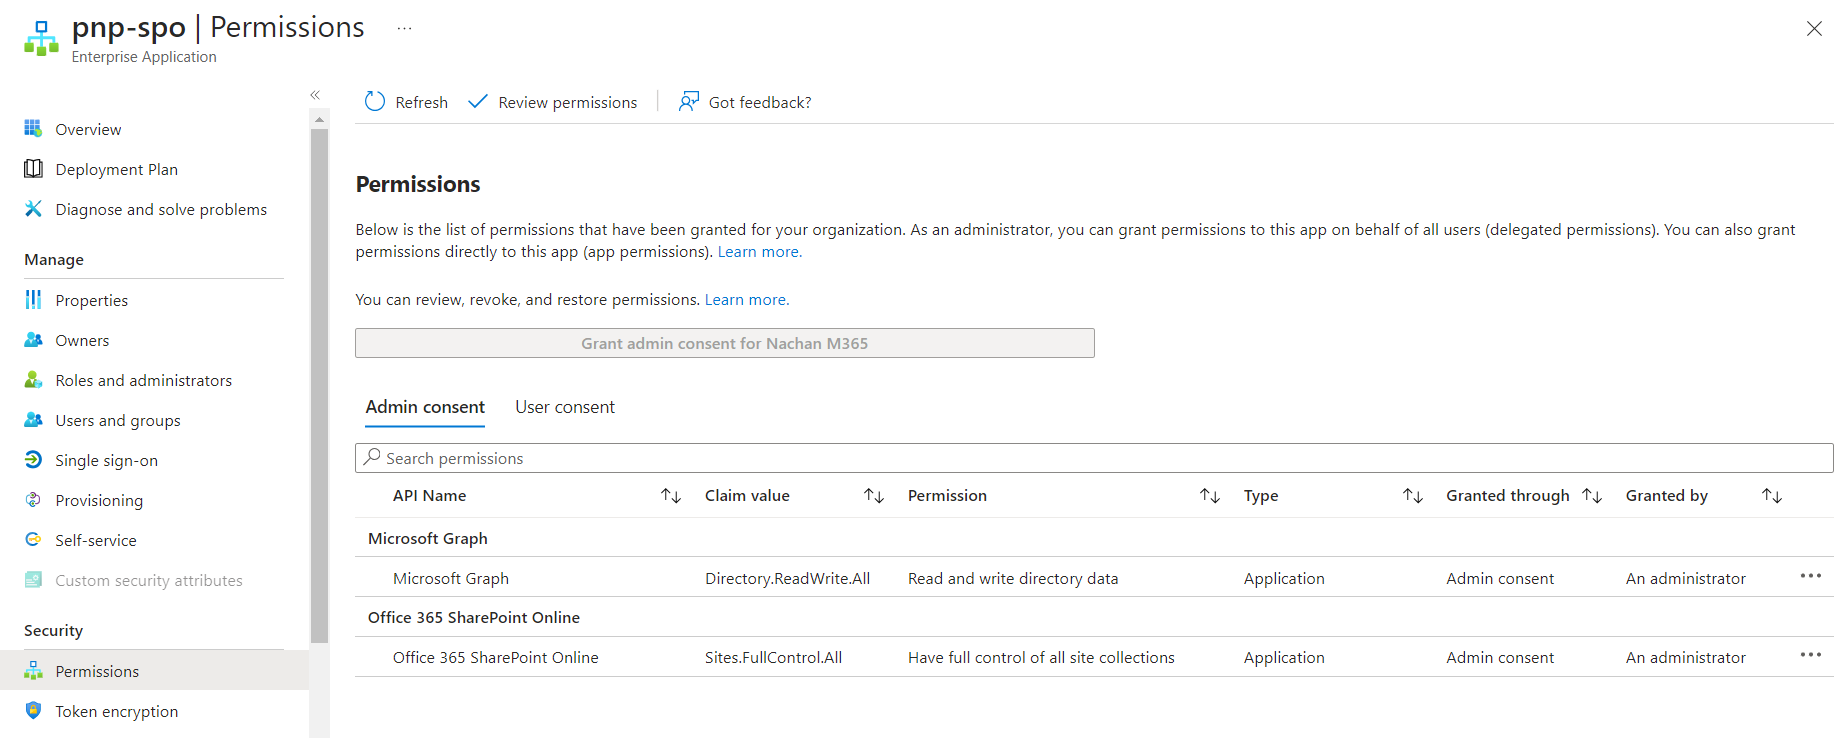 pnp-spo | Permissions ...
Enterprise Application
«
Refresh Review permissions Got feedback?
Overview
Deployment Plan
Diagnose and solve problems
Manage
Properties
Owners
Roles and administrators
Users and groups
Single sign-on
Provisioning
Self-service
Custom security attributes
Security
Permissions
Token encryption
Permissions
Below is the list of permissions that have been granted for your organization. As an administrator, you can grant permissions to this app on behalf of all users (delegated permissions). You can also grant
permissions directly to this app (app permissions). Learn more.
You can review, revoke, and restore permissions. Learn more.
Grant admin consent for Nachan M365
Admin consent User consent
Search permissions
API Name Claim value Permission Type Granted through Granted by
Microsoft Graph
Microsoft Graph Directory.ReadWrite.All Read and write directory data Application Admin consent An administrator ...
Office 365 SharePoint Online
Office 365 SharePoint Online Sites.FullControl.All Have full control of all site collections Application Admin consent An administrator ...